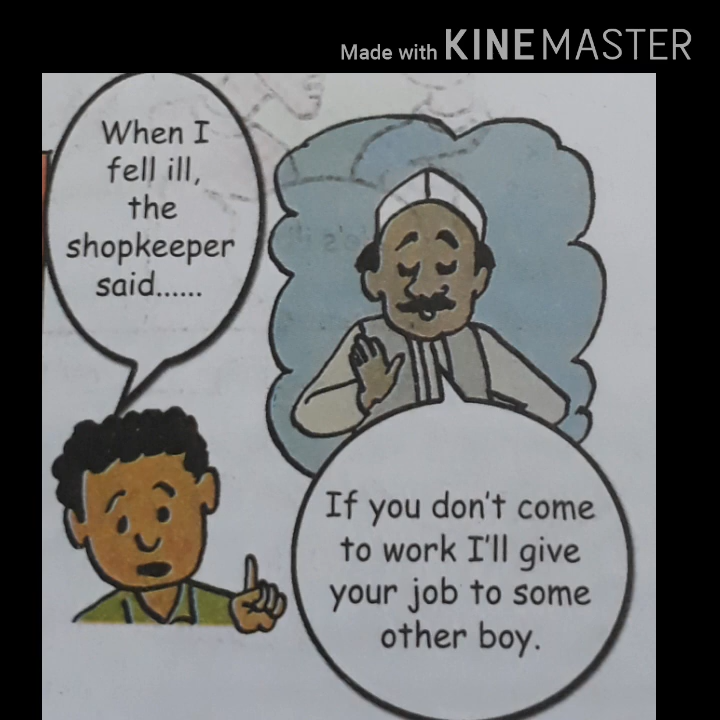 Made with KINEMASTER
When I
fell ill,
the
shopkeeper
said......
If you don't come
to work I'll give
your job to some
other boy.